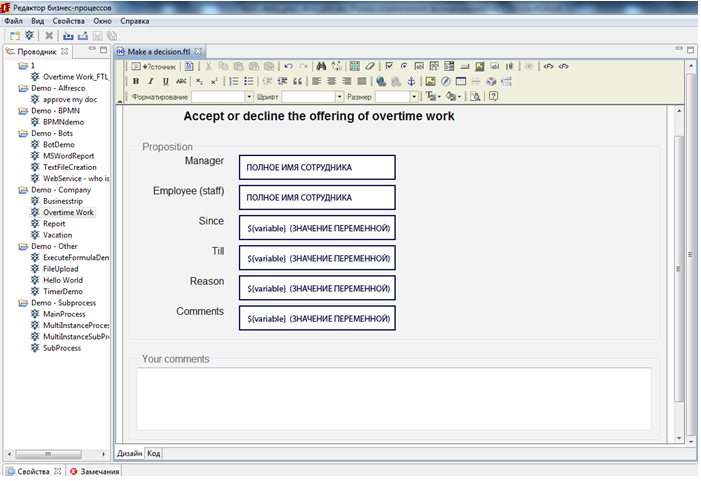 Редактор бизнес-процессов
Файл Вид Свойства Окно Справка
Проводник
Make a decision.ftl
1
Overtime Work_FTL_
Demo - Alfresco
approve my doc
Demo - BPMN
BPMNdemo
Demo - Bots
BotDemo
MSWordReport
TextFileCreation
WebService - who is
Demo - Company
Businesstrip
Overtime Work
Report
Vacation
Demo - Other
ExecuteFormulaDem
FileUpload
Hello World
TimerDemo
Demo - Subprocess
MainProcess
MultiInstanceProces
MultiInstanceSubPr
SubProcess
Источник
Форматирование Шрифт Размер
Accept or decline the offering of overtime work
Proposition
Manager ПОЛНОЕ ИМЯ СОТРУДНИКА
Employee (staff) ПОЛНОЕ ИМЯ СОТРУДНИКА
Since ${variable} (ЗНАЧЕНИЕ ПЕРЕМЕННОЙ)
Till ${variable} (ЗНАЧЕНИЕ ПЕРЕМЕННОЙ)
Reason ${variable} (ЗНАЧЕНИЕ ПЕРЕМЕННОЙ)
Comments ${variable} (ЗНАЧЕНИЕ ПЕРЕМЕННОЙ)
Your comments
Дизайн Код
Свойства Замечания